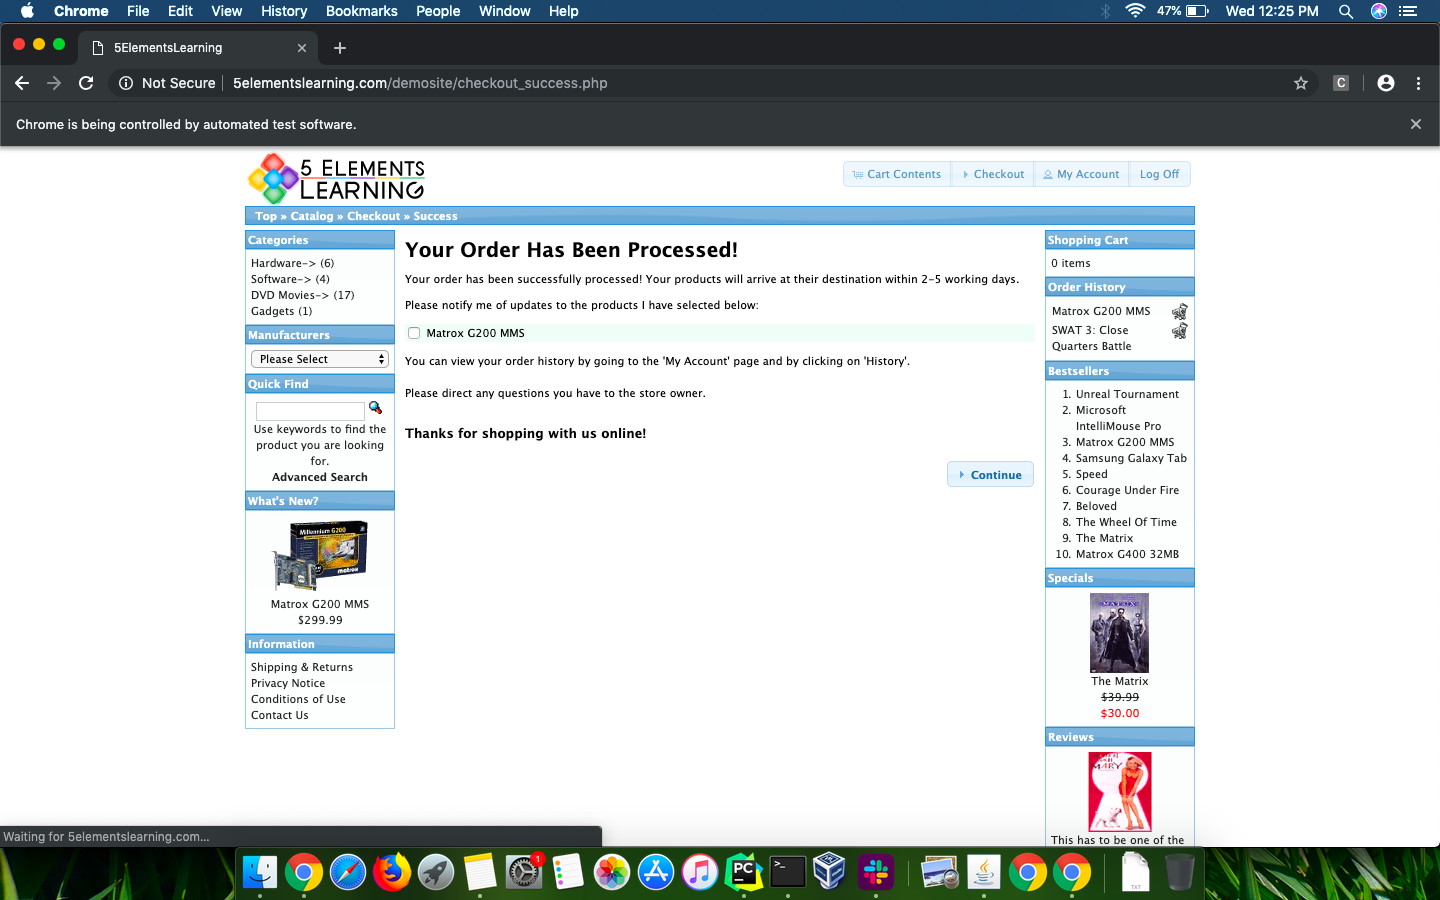 Chrome File Edit View History Bookmarks People Window Help 47% Wed 12:25 PM
5ElementsLearning
Not Secure 5elementslearning.com/demosite/checkout_success.php C
Chrome is being controlled by automated test software.
5 ELEMENTS
LEARNING
Cart Contents Checkout My Account Log Off
Top » Catalog » Checkout » Success
Categories
Hardware-> (6)
Software-> (4)
DVD Movies-> (17)
Gadgets (1)
Manufacturers
Please Select
Quick Find
Use keywords to find the
product you are looking
for.
Advanced Search
What's New?
Millennium G200
matrox
Matrox G200 MMS
$299.99
Information
Shipping & Returns
Privacy Notice
Conditions of Use
Contact Us
Your Order Has Been Processed!
Your order has been successfully processed! Your products will arrive at their destination within 2-5 working days.
Please notify me of updates to the products I have selected below:
Matrox G200 MMS
You can view your order history by going to the 'My Account' page and by clicking on 'History'.
Please direct any questions you have to the store owner.
Thanks for shopping with us online!
Continue
Shopping Cart
0 items
Order History
Matrox G200 MMS
SWAT 3: Close
Quarters Battle
Bestsellers
1. Unreal Tournament
2. Microsoft
IntelliMouse Pro
3. Matrox G200 MMS
4. Samsung Galaxy Tab
5. Speed
6. Courage Under Fire
7. Beloved
8. The Wheel Of Time
9. The Matrix
10. Matrox G400 32MB
Specials
MATRIX
The Matrix
$39.99
$30.00
Reviews
MARY
This has to be one of the
Waiting for 5elementslearning.com...
1
PC
>_
TXT